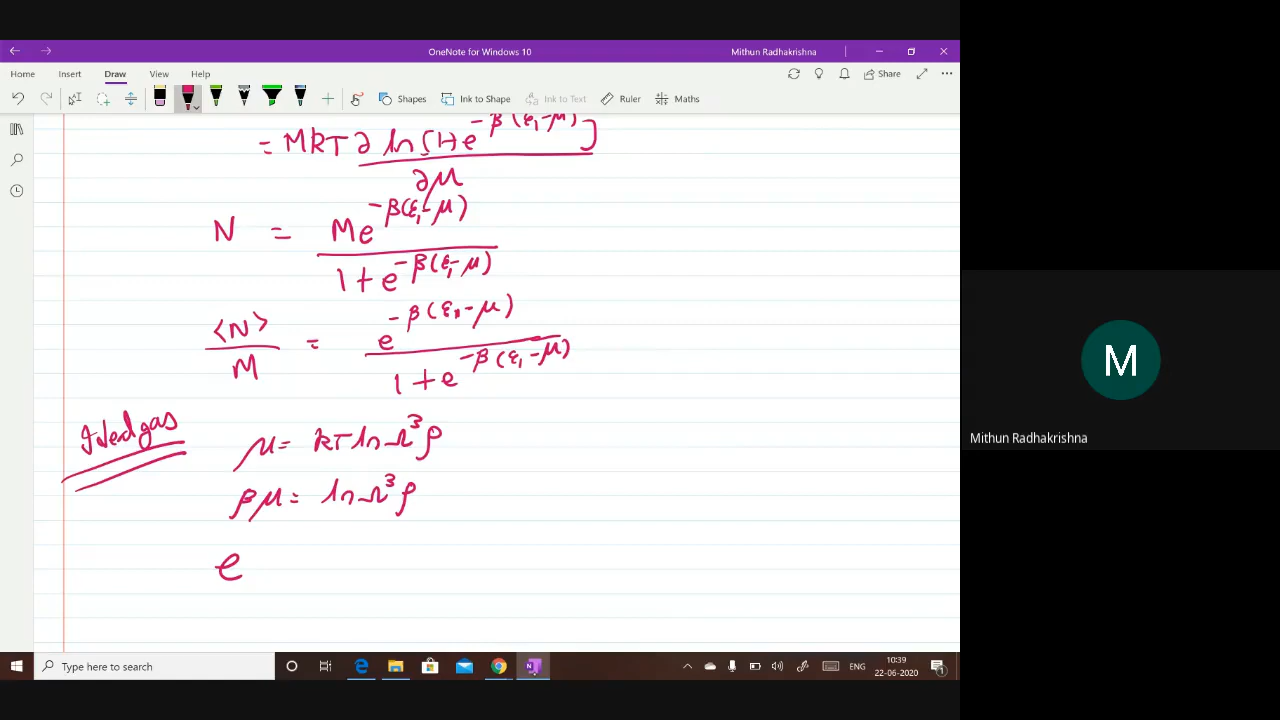 OneNote for Windows 10
Mithun Radhakrishna
Home Insert Draw View Help
Share
Shapes Ink to Shape Ink to Text Ruler Maths
= MkT ∂ ln [1+e^{-β(ε₁-μ)}]
∂μ
N = Me^{-β(ε₁-μ)}
1+e^{-β(ε₁-μ)}
⟨N⟩ = e^{-β(ε₁-μ)}
M 1+e^{-β(ε₁-μ)}
μ= kT ln Λ³ρ
βμ= ln Λ³ρ
e
M
Mithun Radhakrishna
Type here to search
ENG
10:39
22-06-2020